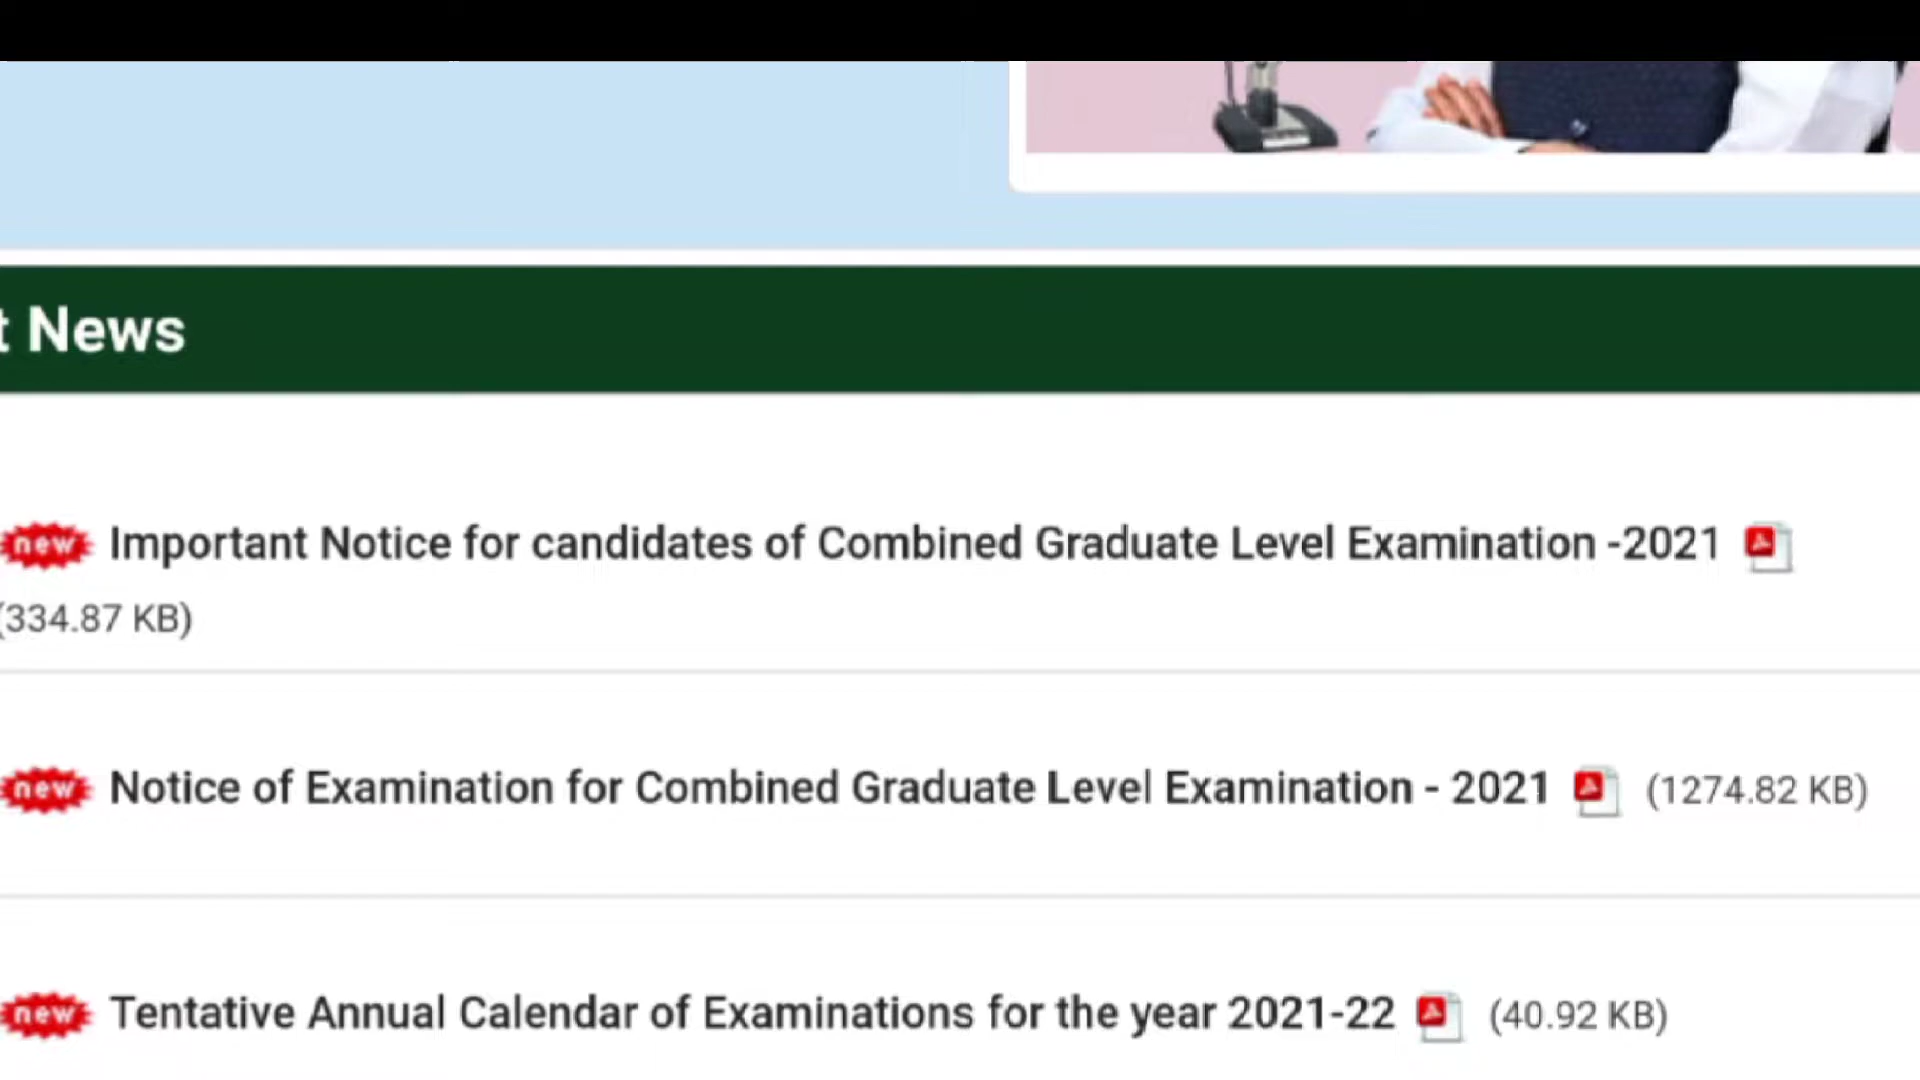 t News
new Important Notice for candidates of Combined Graduate Level Examination -2021
(334.87 KB)
new Notice of Examination for Combined Graduate Level Examination - 2021 (1274.82 KB)
new Tentative Annual Calendar of Examinations for the year 2021-22 (40.92 KB)